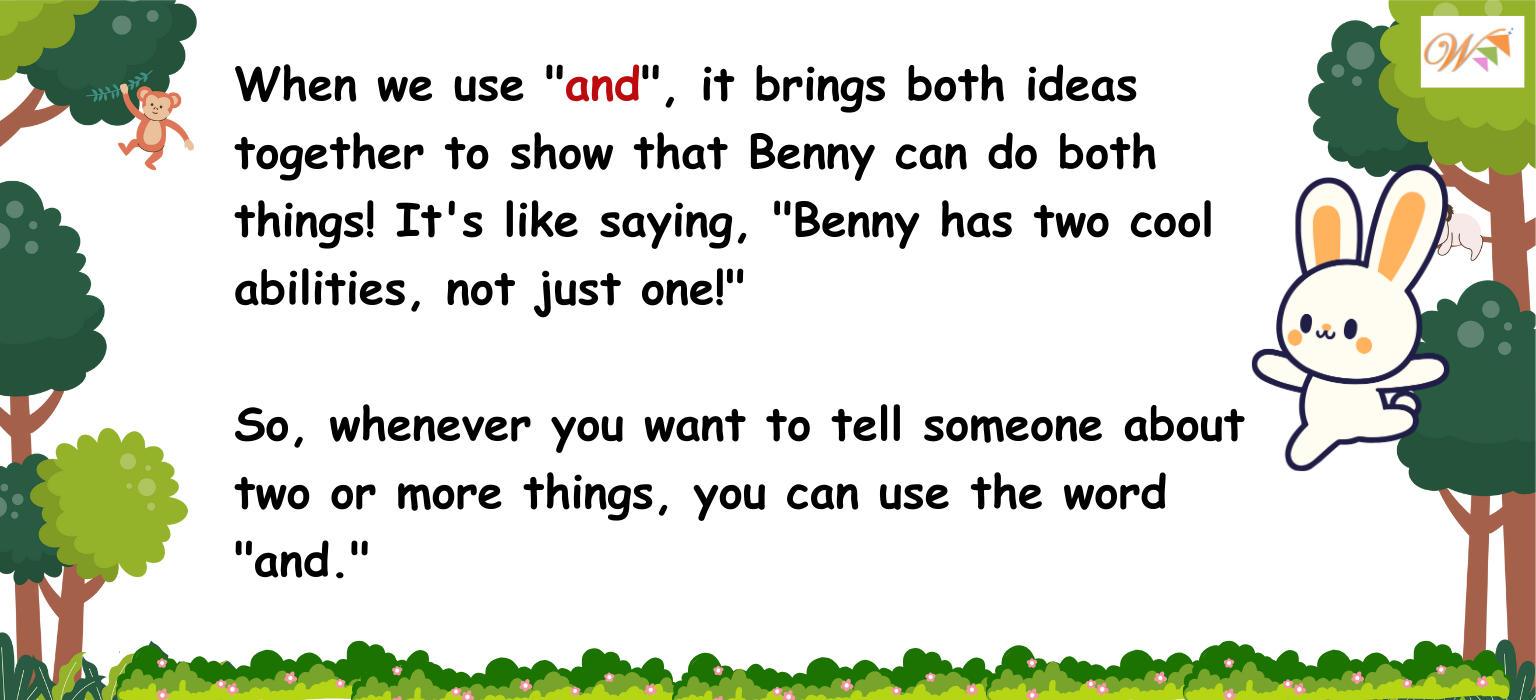 When we use "and", it brings both ideas
together to show that Benny can do both
things! It's like saying, "Benny has two cool
abilities, not just one!"
So, whenever you want to tell someone about
two or more things, you can use the word
"and."
W